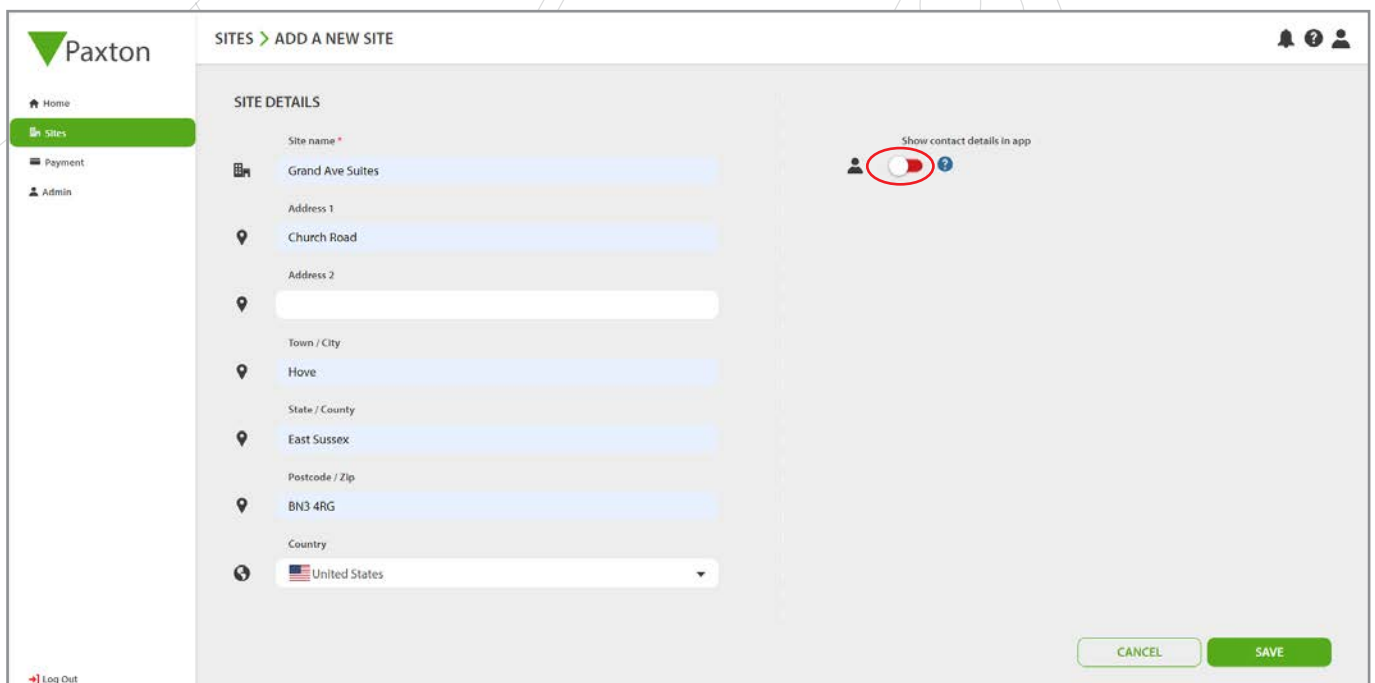 Paxton
SITES > ADD A NEW SITE
Home
Sites
Payment
Admin
Log Out
SITE DETAILS
Site name *
Grand Ave Suites
Address 1
Church Road
Address 2
Town / City
Hove
State / County
East Sussex
Postcode / Zip
BN3 4RG
Country
United States
Show contact details in app
CANCEL
SAVE